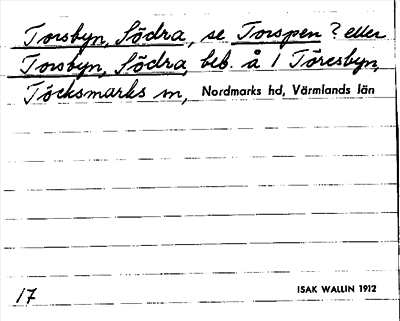 Torsbyn, Södra, se Torspen? eller
Torsbyn, Södra, beb. å 1 Töresbyn,
Töcksmarks sn, Nordmarks hd, Värmlands län
17
ISAK WALLIN 1912